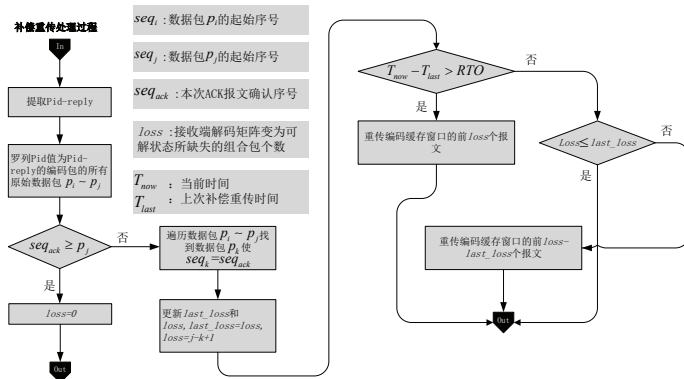 补偿重传处理过程
In
提取Pid-reply
罗列Pid值为Pid-
reply的编码包的所有
原始数据包 p_i ~ p_j
seq_ack ≥ p_j
否
是
loss=0
Out
遍历数据包 p_i ~ p_j 找
到数据包 p_k 使
seq_k=seq_ack
更新last_loss和
loss, last_loss=loss,
loss=j-k+1
seq_i :数据包 p_i 的起始序号
seq_j :数据包 p_j 的起始序号
seq_ack :本次ACK报文确认序号
loss :接收端解码矩阵变为可
解状态所缺失的组合包个数
T_now : 当前时间
T_last : 上次补偿重传时间
T_now − T_last > RTO
否
是
重传编码缓存窗口的前loss个报
文
Loss≤ last_loss
否
是
重传编码缓存窗口的前loss-
last_loss个报文
Out